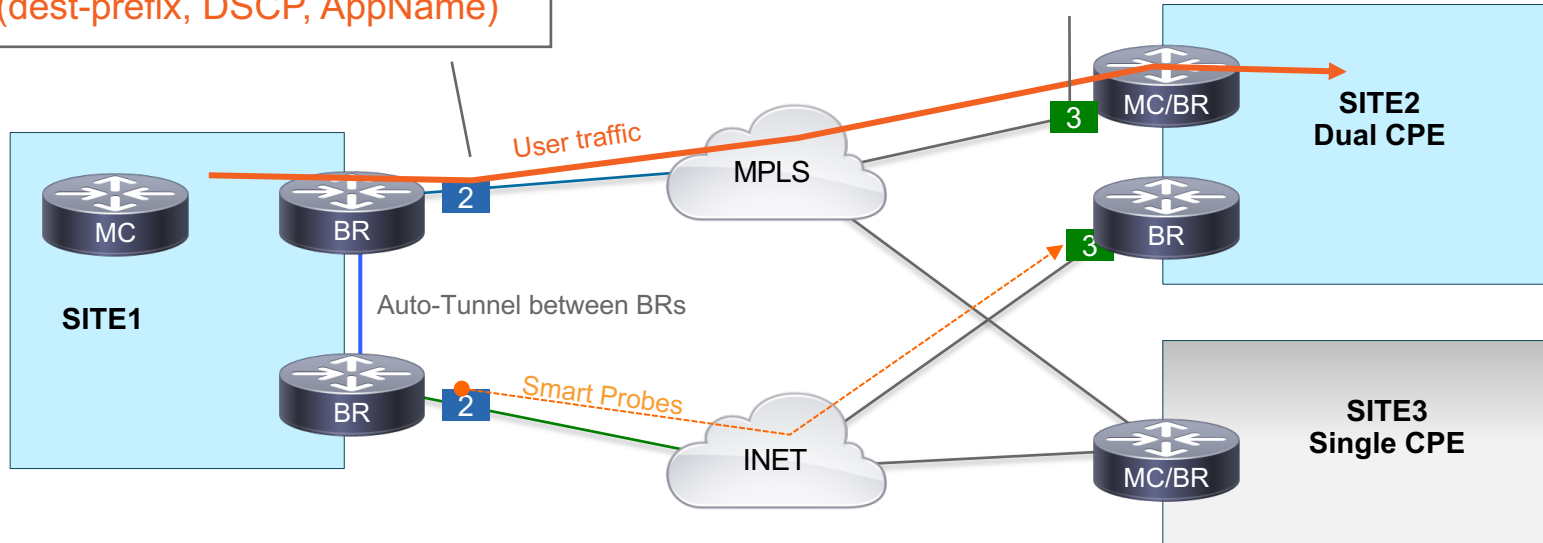 (dest-prefix, DSCP, AppName)
MC/BR
SITE2
Dual CPE
3
User traffic
MPLS
2
MC
BR
BR
3
SITE1
Auto-Tunnel between BRs
Smart Probes
2
BR
INET
SITE3
Single CPE
MC/BR